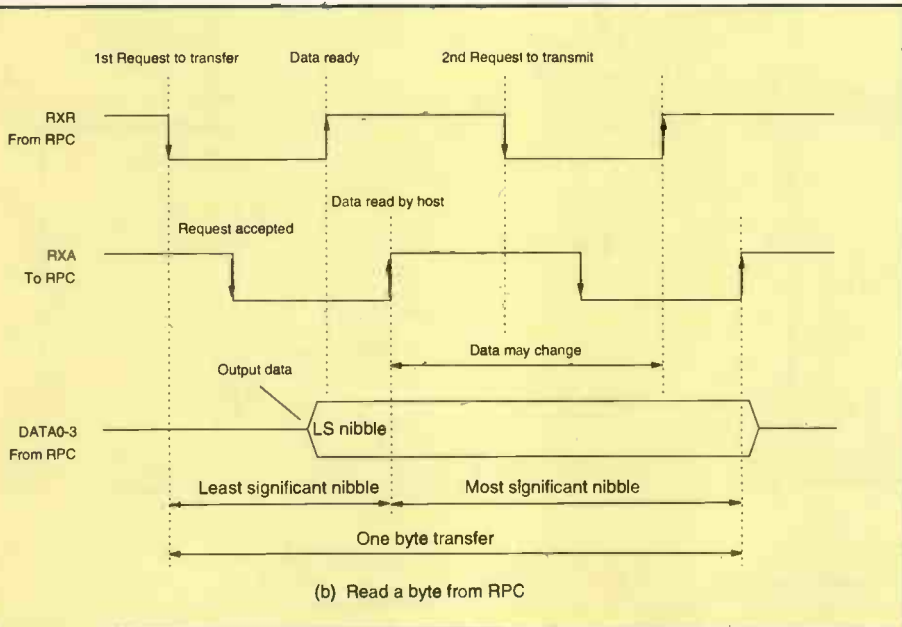 1st Request to transfer
Data ready
2nd Request to transmit
RXR
From RPC
Data read by host
Request accepted
RXA
To RPC
Data may change
Output data
DATA0-3
From RPC
LS nibble
Least significant nibble
Most significant nibble
One byte transfer
(b) Read a byte from RPC